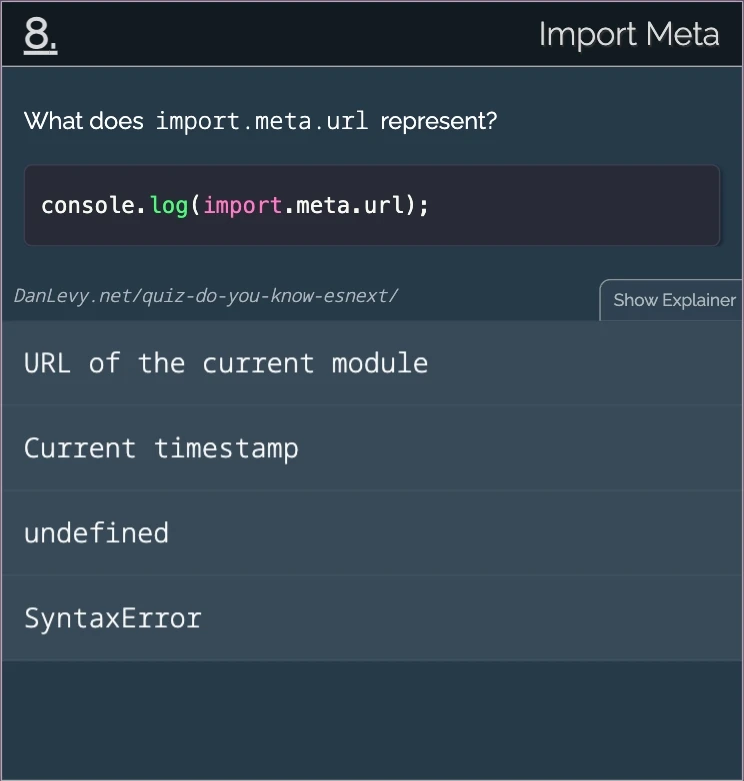 8.
Import Meta
What does import.meta.url represent?
console.log(import.meta.url);
DanLevy.net/quiz-do-you-know-esnext/
Show Explainer
URL of the current module
Current timestamp
undefined
SyntaxError